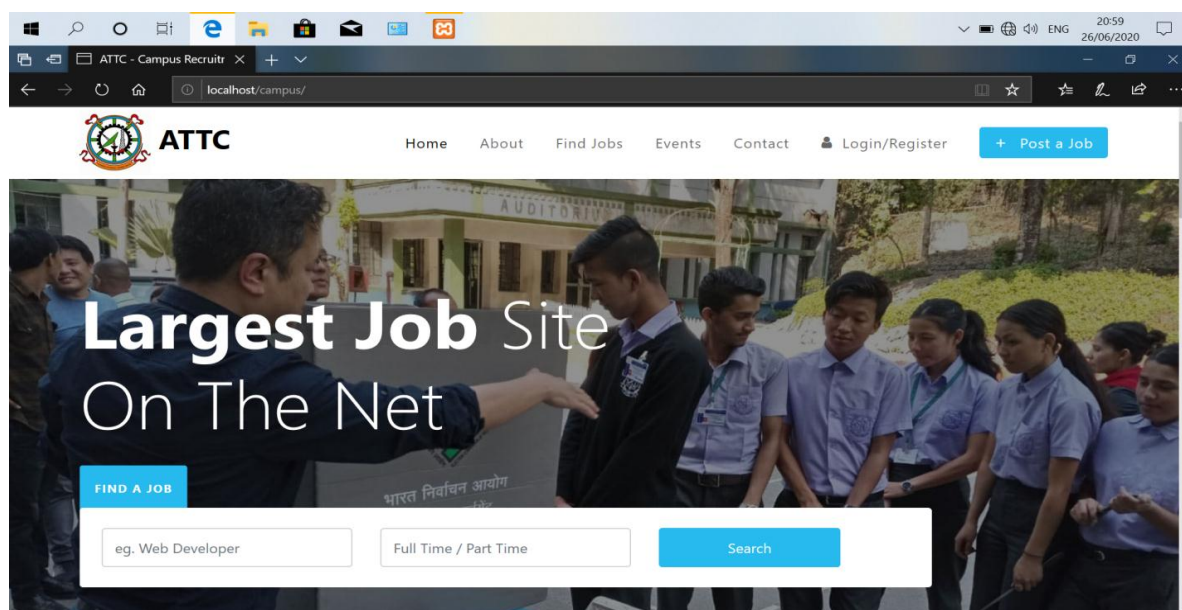 20:59
ENG
26/06/2020
ATTC - Campus Recruitr
localhost/campus/
ATTC
Home About Find Jobs Events Contact Login/Register + Post a Job
AUDITORIUM
Largest Job Site
On The Net
FIND A JOB
भारत निर्वाचन आयोग
eg. Web Developer
Full Time / Part Time
Search